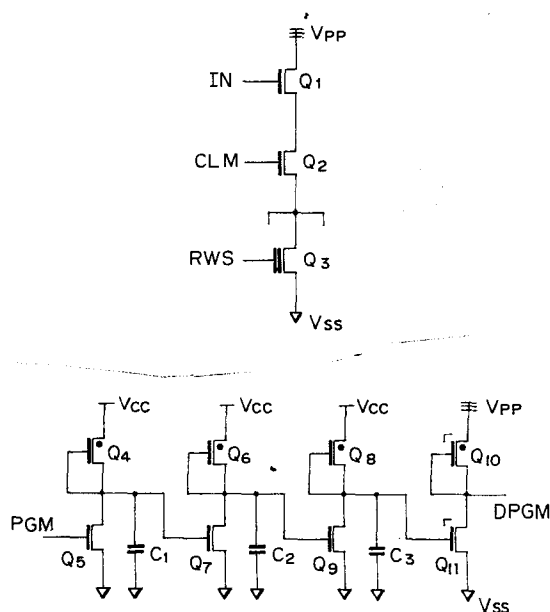 VPP
IN Q1
CLM Q2
RWS Q3
VSS
VCC VCC VCC VPP
Q4 Q6 Q8 Q10
PGM DPGM
Q5 C1 Q7 C2 Q9 C3 Q11
VSS